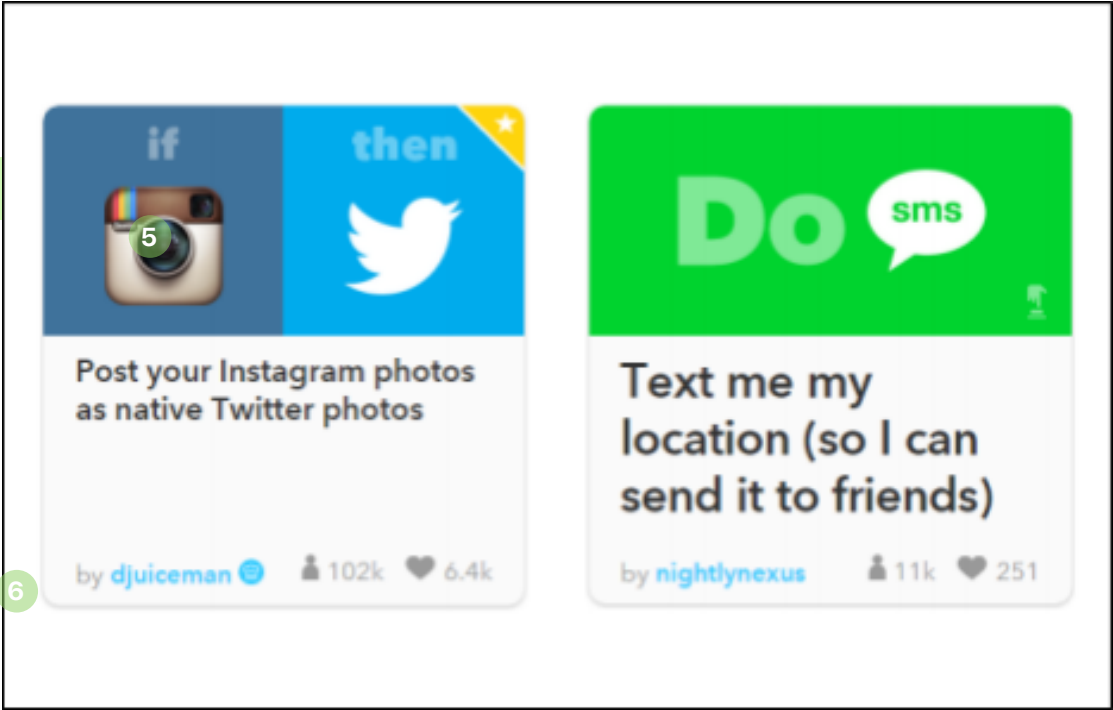 if then
5
Post your Instagram photos
as native Twitter photos
by djuiceman 102k 6.4k
6
Do sms
Text me my
location (so I can
send it to friends)
by nightlynexus 11k 251